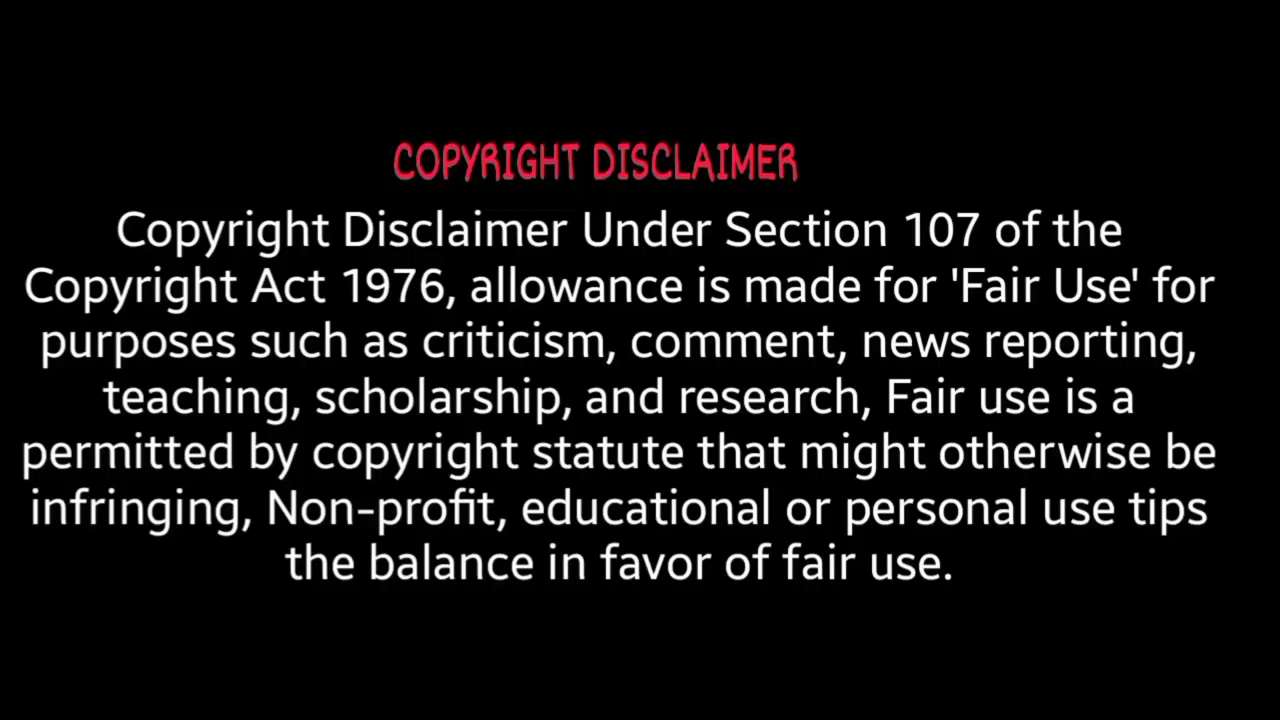 COPYRIGHT DISCLAIMER
Copyright Disclaimer Under Section 107 of the
Copyright Act 1976, allowance is made for 'Fair Use' for
purposes such as criticism, comment, news reporting,
teaching, scholarship, and research, Fair use is a
permitted by copyright statute that might otherwise be
infringing, Non-profit, educational or personal use tips
the balance in favor of fair use.